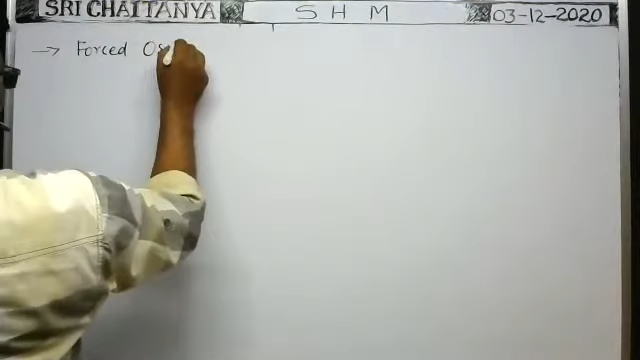 SRI CHAITANYA
S H M
03-12-2020
→ Forced Os